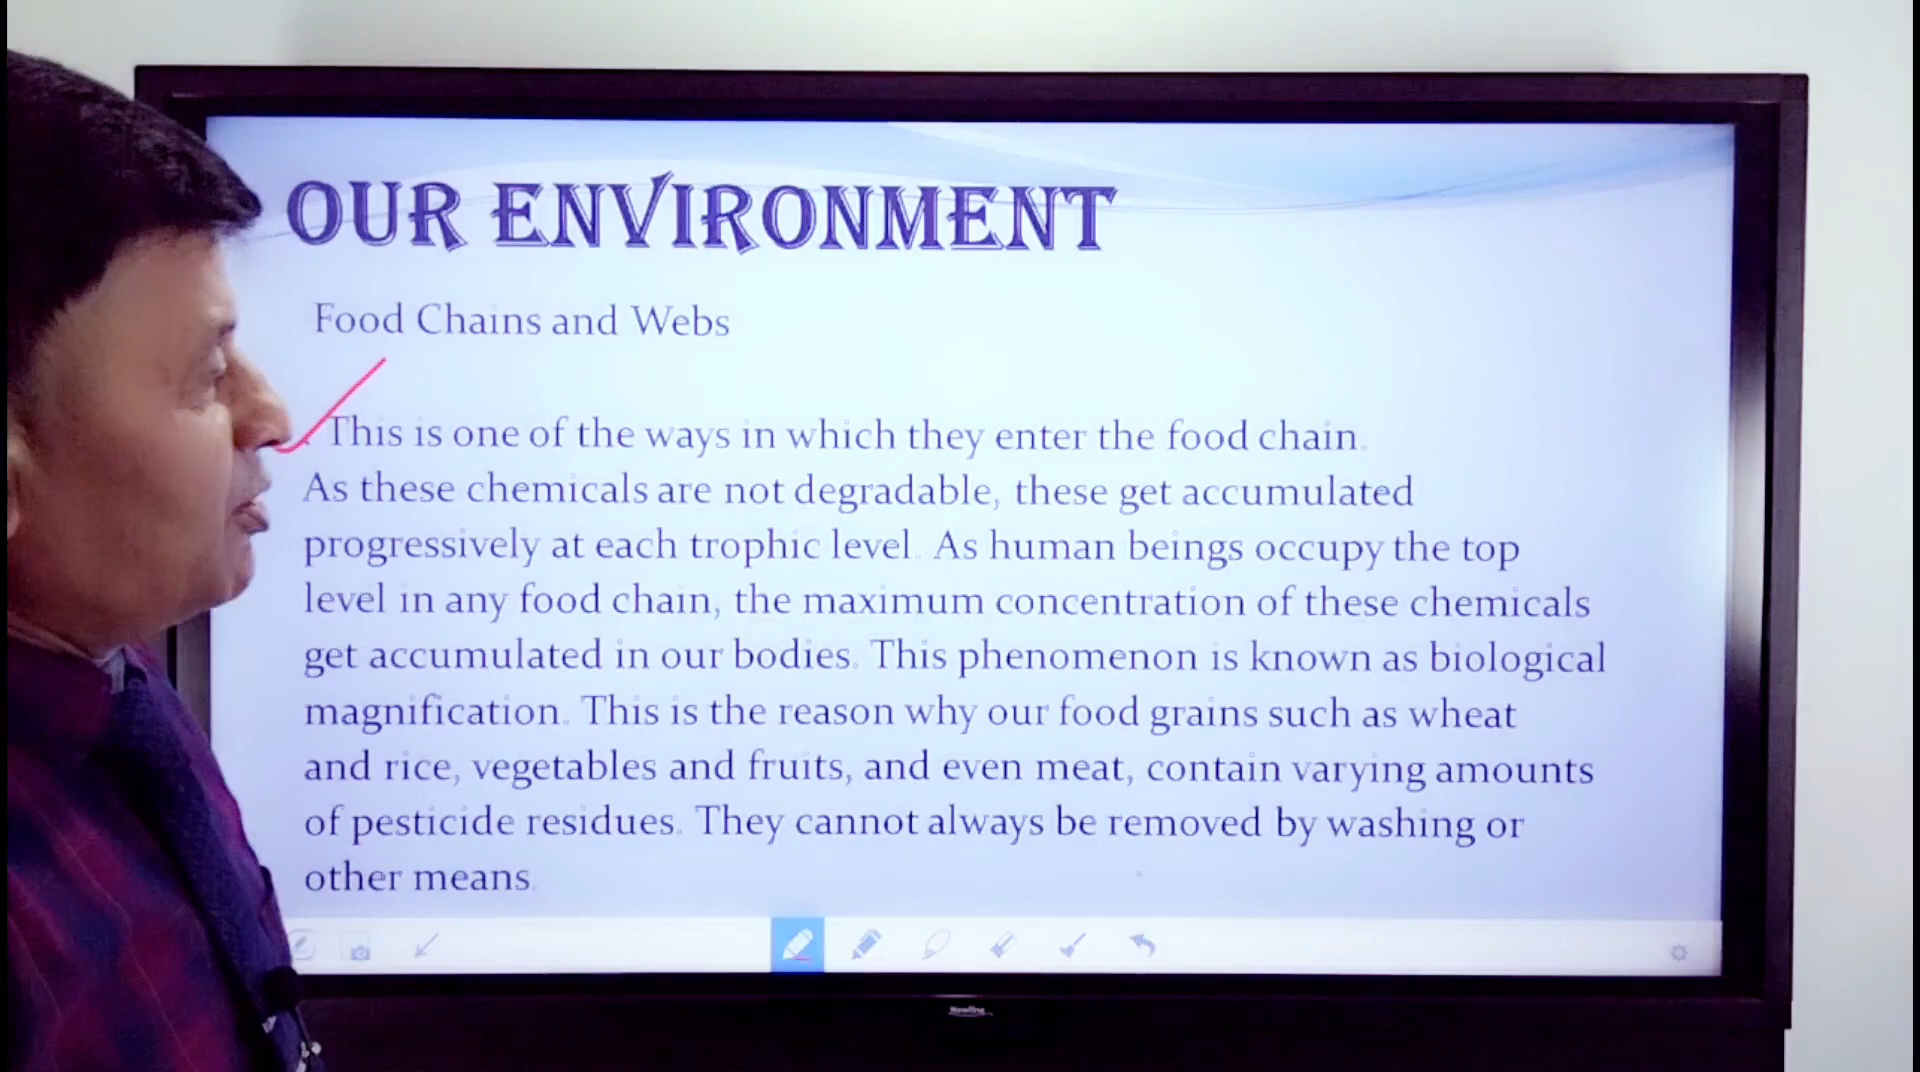 OUR ENVIRONMENT
Food Chains and Webs
This is one of the ways in which they enter the food chain.
As these chemicals are not degradable, these get accumulated
progressively at each trophic level. As human beings occupy the top
level in any food chain, the maximum concentration of these chemicals
get accumulated in our bodies. This phenomenon is known as biological
magnification. This is the reason why our food grains such as wheat
and rice, vegetables and fruits, and even meat, contain varying amounts
of pesticide residues. They cannot always be removed by washing or
other means.
Newline